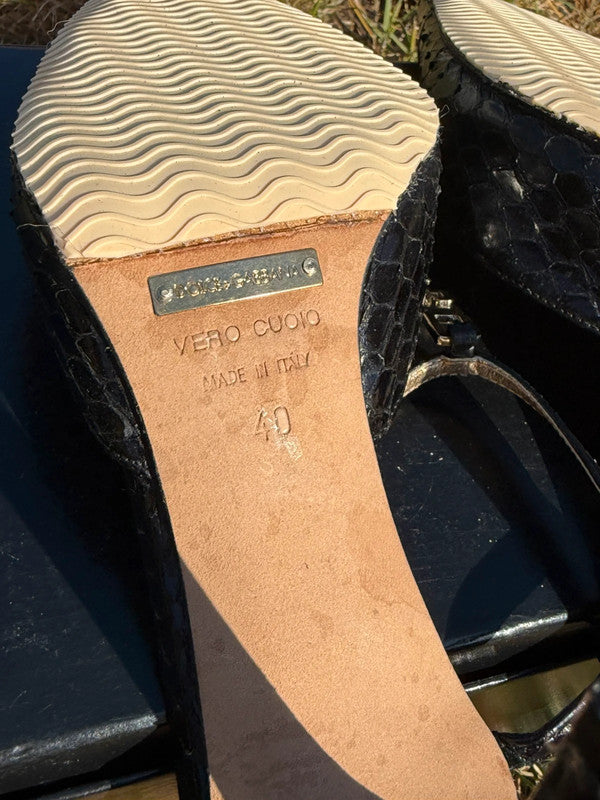 DOLCE & GABBANA
VERO CUOIO
MADE IN ITALY
40